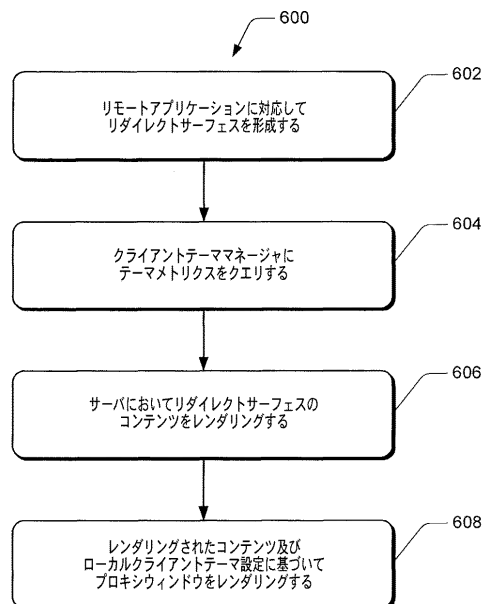 600
602
リモートアプリケーションに対応して
リダイレクトサーフェスを形成する
604
クライアントテーママネージャに
テーマメトリクスをクエリする
606
サーバにおいてリダイレクトサーフェスの
コンテンツをレンダリングする
608
レンダリングされたコンテンツ及び
ローカルクライアントテーマ設定に基づいて
プロキシウィンドウをレンダリングする